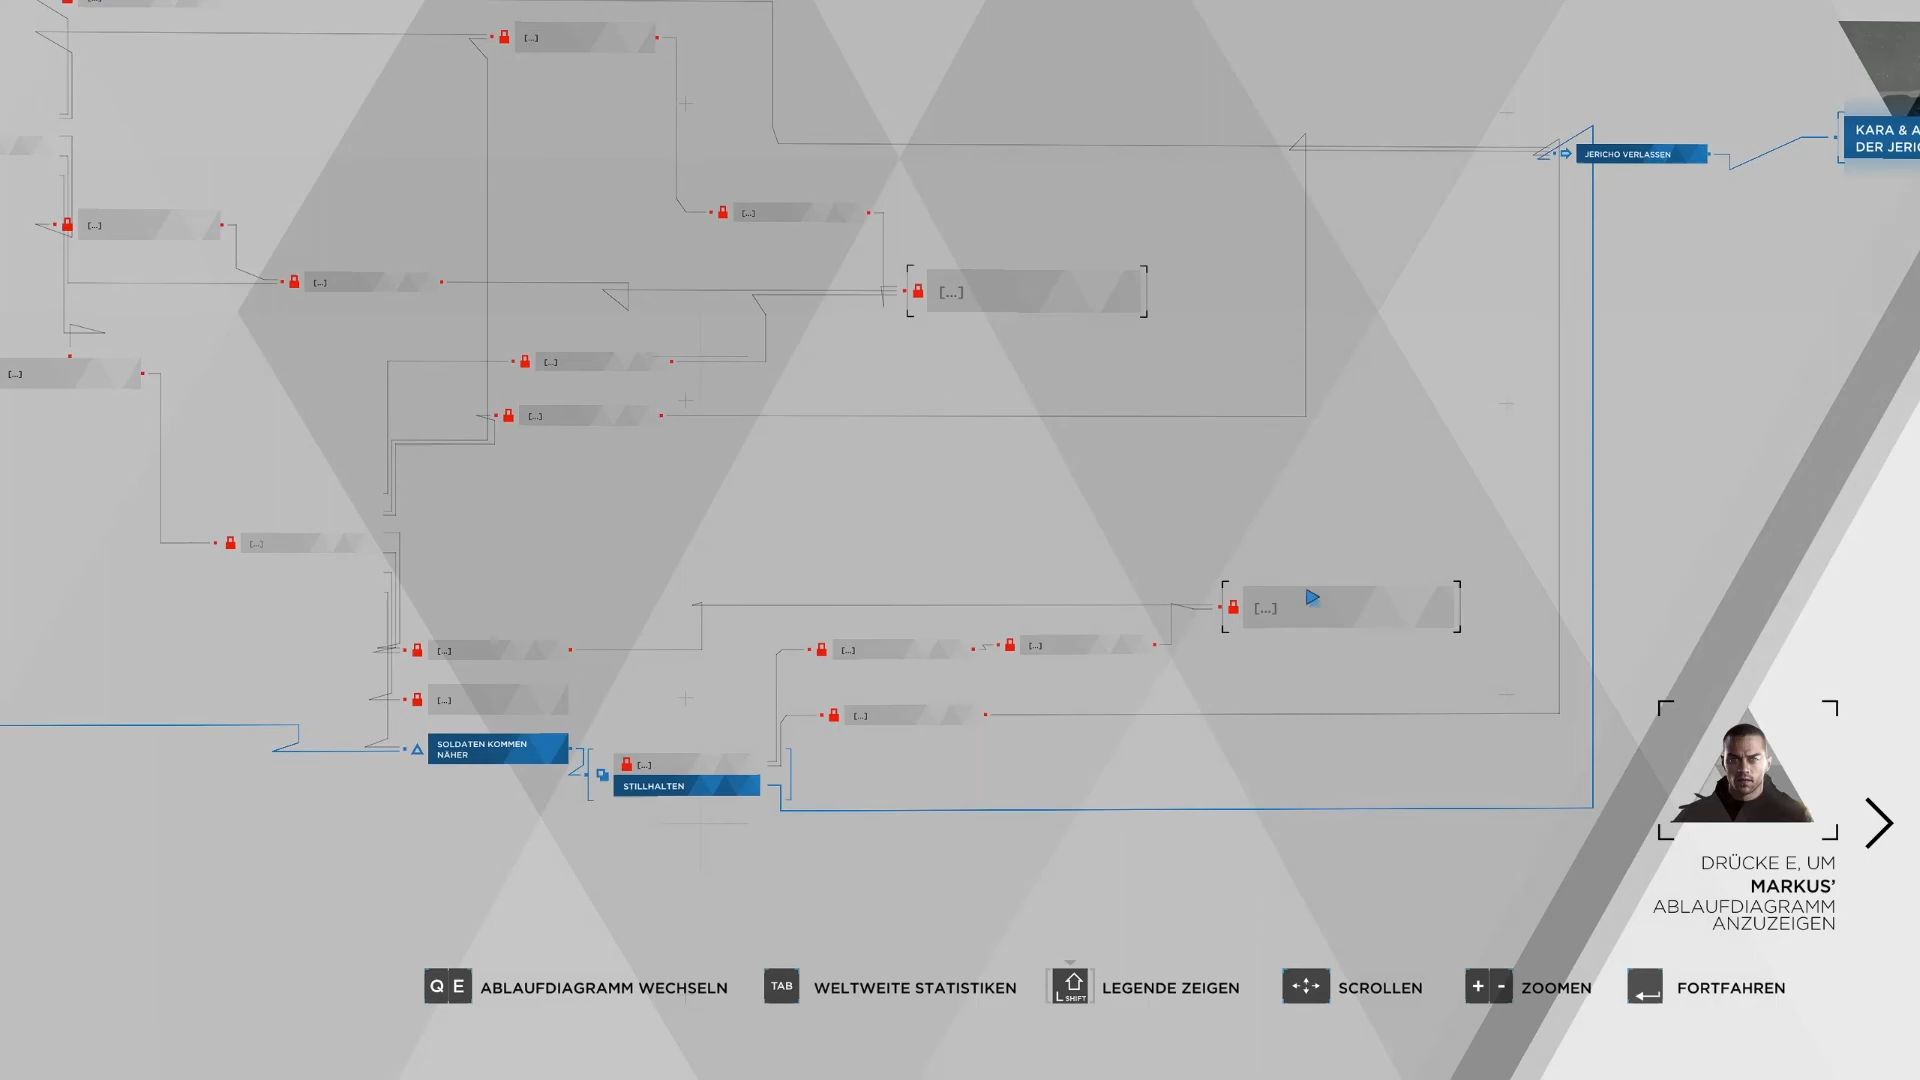 [...]
[...]
KARA & A
DER JERIC
JERICHO VERLASSEN
[...]
[...]
[...]
[...]
[...]
[...]
[...]
[...]
[...]
[...]
[...]
[...]
[...]
[...]
SOLDATEN KOMMEN
NÄHER
[...]
STILLHALTEN
DRÜCKE E, UM
MARKUS'
ABLAUFDIAGRAMM
ANZUZEIGEN
Q E ABLAUFDIAGRAMM WECHSELN
TAB WELTWEITE STATISTIKEN
L SHIFT LEGENDE ZEIGEN
SCROLLEN
+ - ZOOMEN
FORTFAHREN